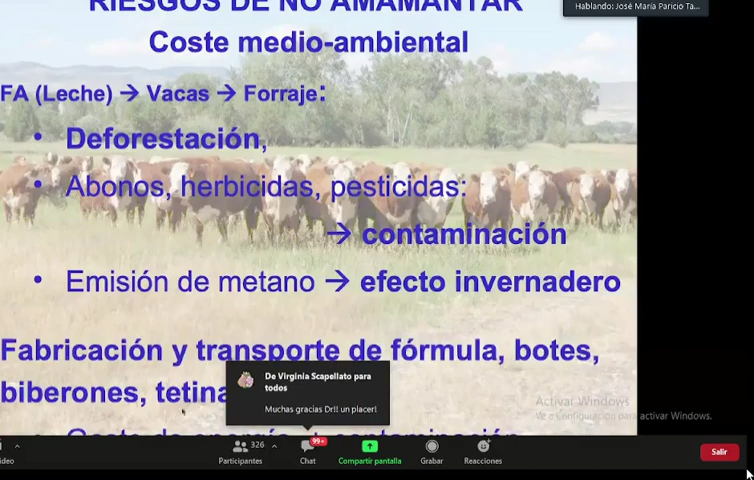 RIESGOS DE NO AMAMANTAR
Hablando: José María Paricio Ta...
Coste medio-ambiental
FA (Leche) → Vacas → Forraje:
• Deforestación,
• Abonos, herbicidas, pesticidas:
→ contaminación
• Emisión de metano → efecto invernadero
Fabricación y transporte de fórmula, botes,
biberones, tetina
De Virginia Scapellato para
todos
Muchas gracias Dr!! un placer!
Activar Windows
Ve a Configuración para activar Windows.
326
99+
Participantes
Chat
Compartir pantalla
Grabar
Reacciones
Salir